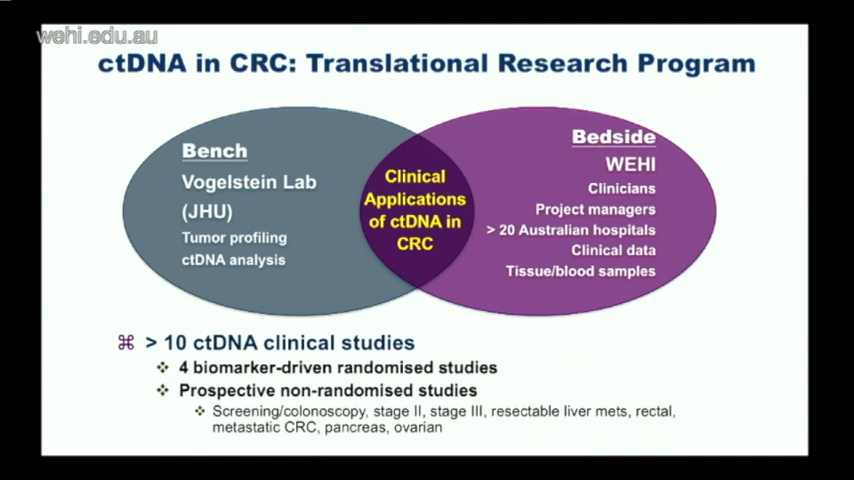 wehi.edu.au
ctDNA in CRC: Translational Research Program
Bench
Vogelstein Lab
(JHU)
Tumor profiling
ctDNA analysis
Clinical
Applications
of ctDNA in
CRC
Bedside
WEHI
Clinicians
Project managers
> 20 Australian hospitals
Clinical data
Tissue/blood samples
⌘ > 10 ctDNA clinical studies
❖ 4 biomarker-driven randomised studies
❖ Prospective non-randomised studies
❖ Screening/colonoscopy, stage II, stage III, resectable liver mets, rectal,
metastatic CRC, pancreas, ovarian